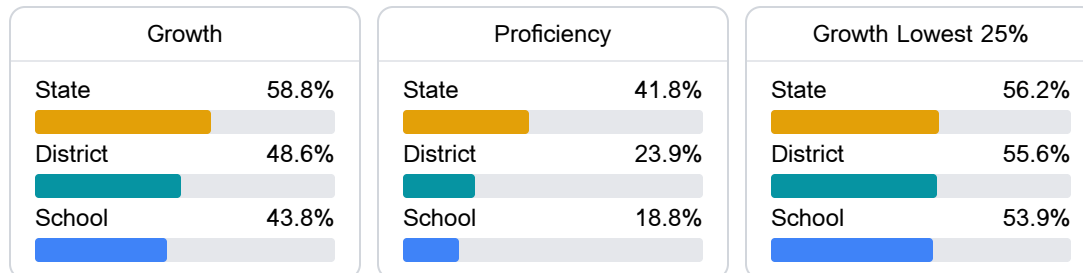 Growth
State 58.8%
District 48.6%
School 43.8%
Proficiency
State 41.8%
District 23.9%
School 18.8%
Growth Lowest 25%
State 56.2%
District 55.6%
School 53.9%